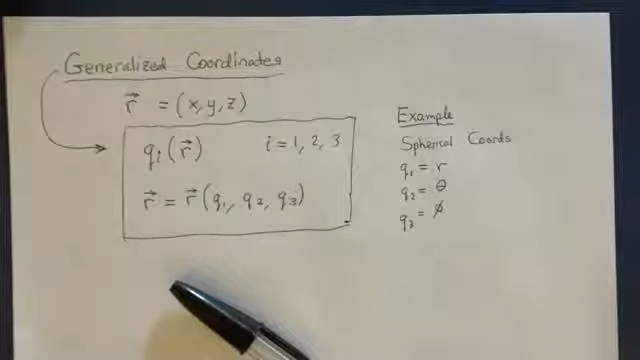 Generalized Coordinates
r⃗ = (x, y, z)
qᵢ(r⃗) i = 1, 2, 3
r⃗ = r⃗(q₁, q₂, q₃)
Example
Spherical Coords
q₁ = r
q₂ = θ
q₃ = ϕ